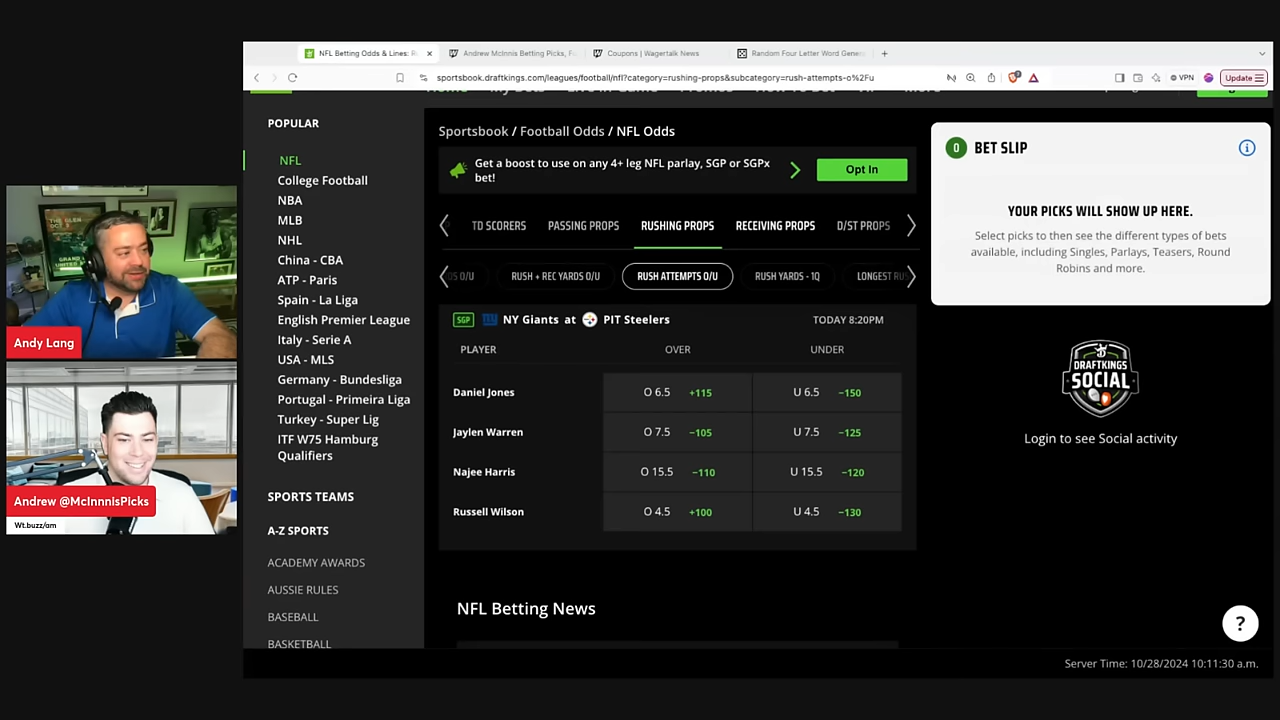 NFL Betting Odds & Lines: R
Andrew McInnis Betting Picks, F
Coupons | Wagertalk News
Random Four Letter Word Gene
sportsbook.draftkings.com/leagues/football/nfl?category=rushing-props&subcategory=rush-attempts-o%2Fu
VPN
Update
POPULAR
NFL
College Football
NBA
MLB
NHL
China - CBA
ATP - Paris
Spain - La Liga
English Premier League
Italy - Serie A
USA - MLS
Germany - Bundesliga
Portugal - Primeira Liga
Turkey - Super Lig
ITF W75 Hamburg
Qualifiers
SPORTS TEAMS
A-Z SPORTS
ACADEMY AWARDS
AUSSIE RULES
BASEBALL
BASKETBALL
Sportsbook / Football Odds / NFL Odds
Get a boost to use on any 4+ leg NFL parlay, SGP or SGPx
bet!
Opt In
TD SCORERS PASSING PROPS RUSHING PROPS RECEIVING PROPS D/ST PROPS
DS O/U RUSH + REC YARDS O/U RUSH ATTEMPTS O/U RUSH YARDS - 1Q LONGEST RUS
SGP NY Giants at PIT Steelers TODAY 8:20PM
PLAYER OVER UNDER
Daniel Jones O 6.5 +115 U 6.5 −150
Jaylen Warren O 7.5 −105 U 7.5 −125
Najee Harris O 15.5 −110 U 15.5 −120
Russell Wilson O 4.5 +100 U 4.5 −130
NFL Betting News
0 BET SLIP
YOUR PICKS WILL SHOW UP HERE.
Select picks to then see the different types of bets
available, including Singles, Parlays, Teasers, Round
Robins and more.
DRAFTKINGS
SOCIAL
Login to see Social activity
?
Server Time: 10/28/2024 10:11:30 a.m.
Andy Lang
Andrew @McInnnisPicks
Wt.buzz/am